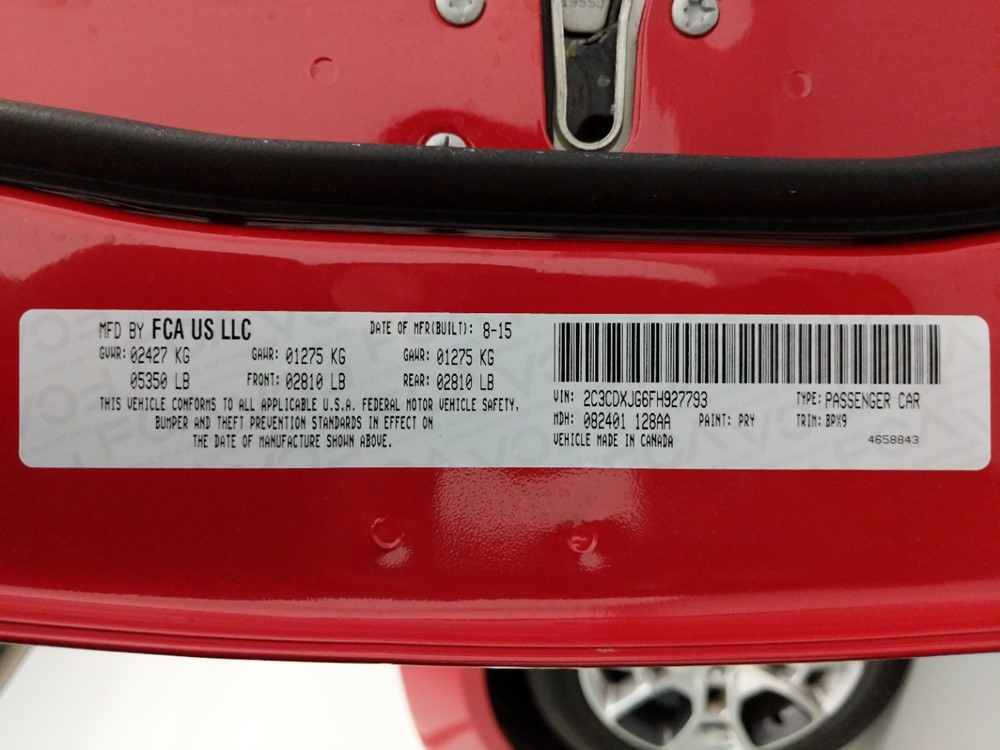 MFD BY FCA US LLC
DATE OF MFR(BUILT): 8-15
GVWR: 02427 KG GAWR: 01275 KG GAWR: 01275 KG
05350 LB FRONT: 02810 LB REAR: 02810 LB
THIS VEHICLE CONFORMS TO ALL APPLICABLE U.S.A. FEDERAL MOTOR VEHICLE SAFETY,
BUMPER AND THEFT PREVENTION STANDARDS IN EFFECT ON
THE DATE OF MANUFACTURE SHOWN ABOVE.
VIN: 2C3CDXJG6FH927793 TYPE: PASSENGER CAR
MDH: 082401 128AA PAINT: PRY TRIM: BPX9
VEHICLE MADE IN CANADA 4658843